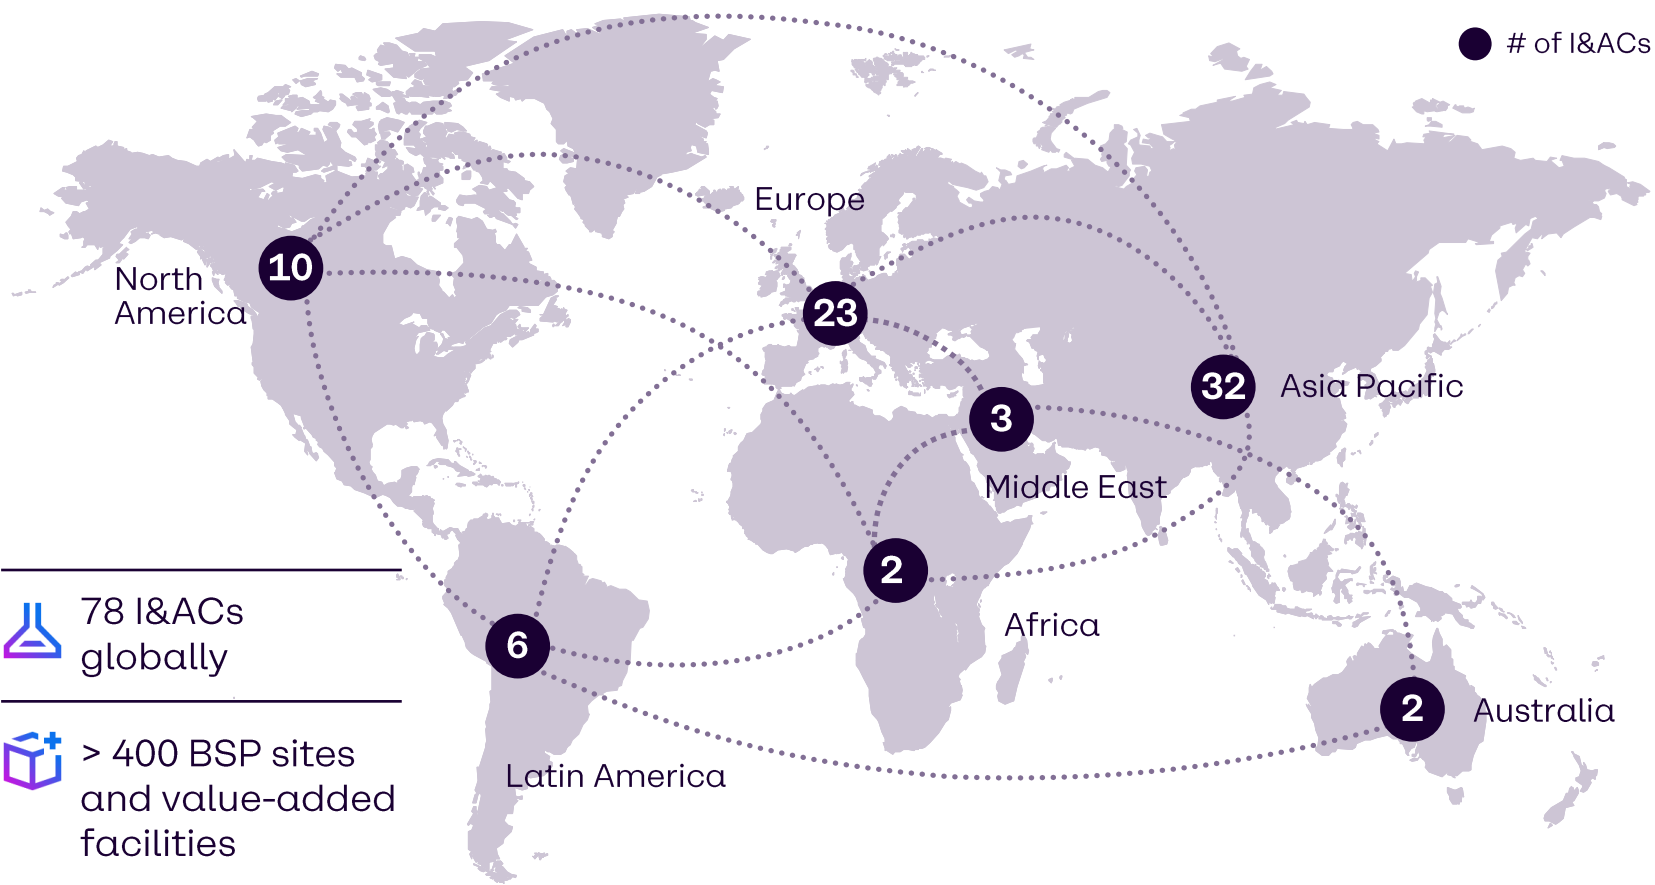 # of I&ACs
Europe
10
North
America
23
32
Asia Pacific
3
Middle East
2
Africa
6
Latin America
2
Australia
78 I&ACs
globally
> 400 BSP sites
and value-added
facilities